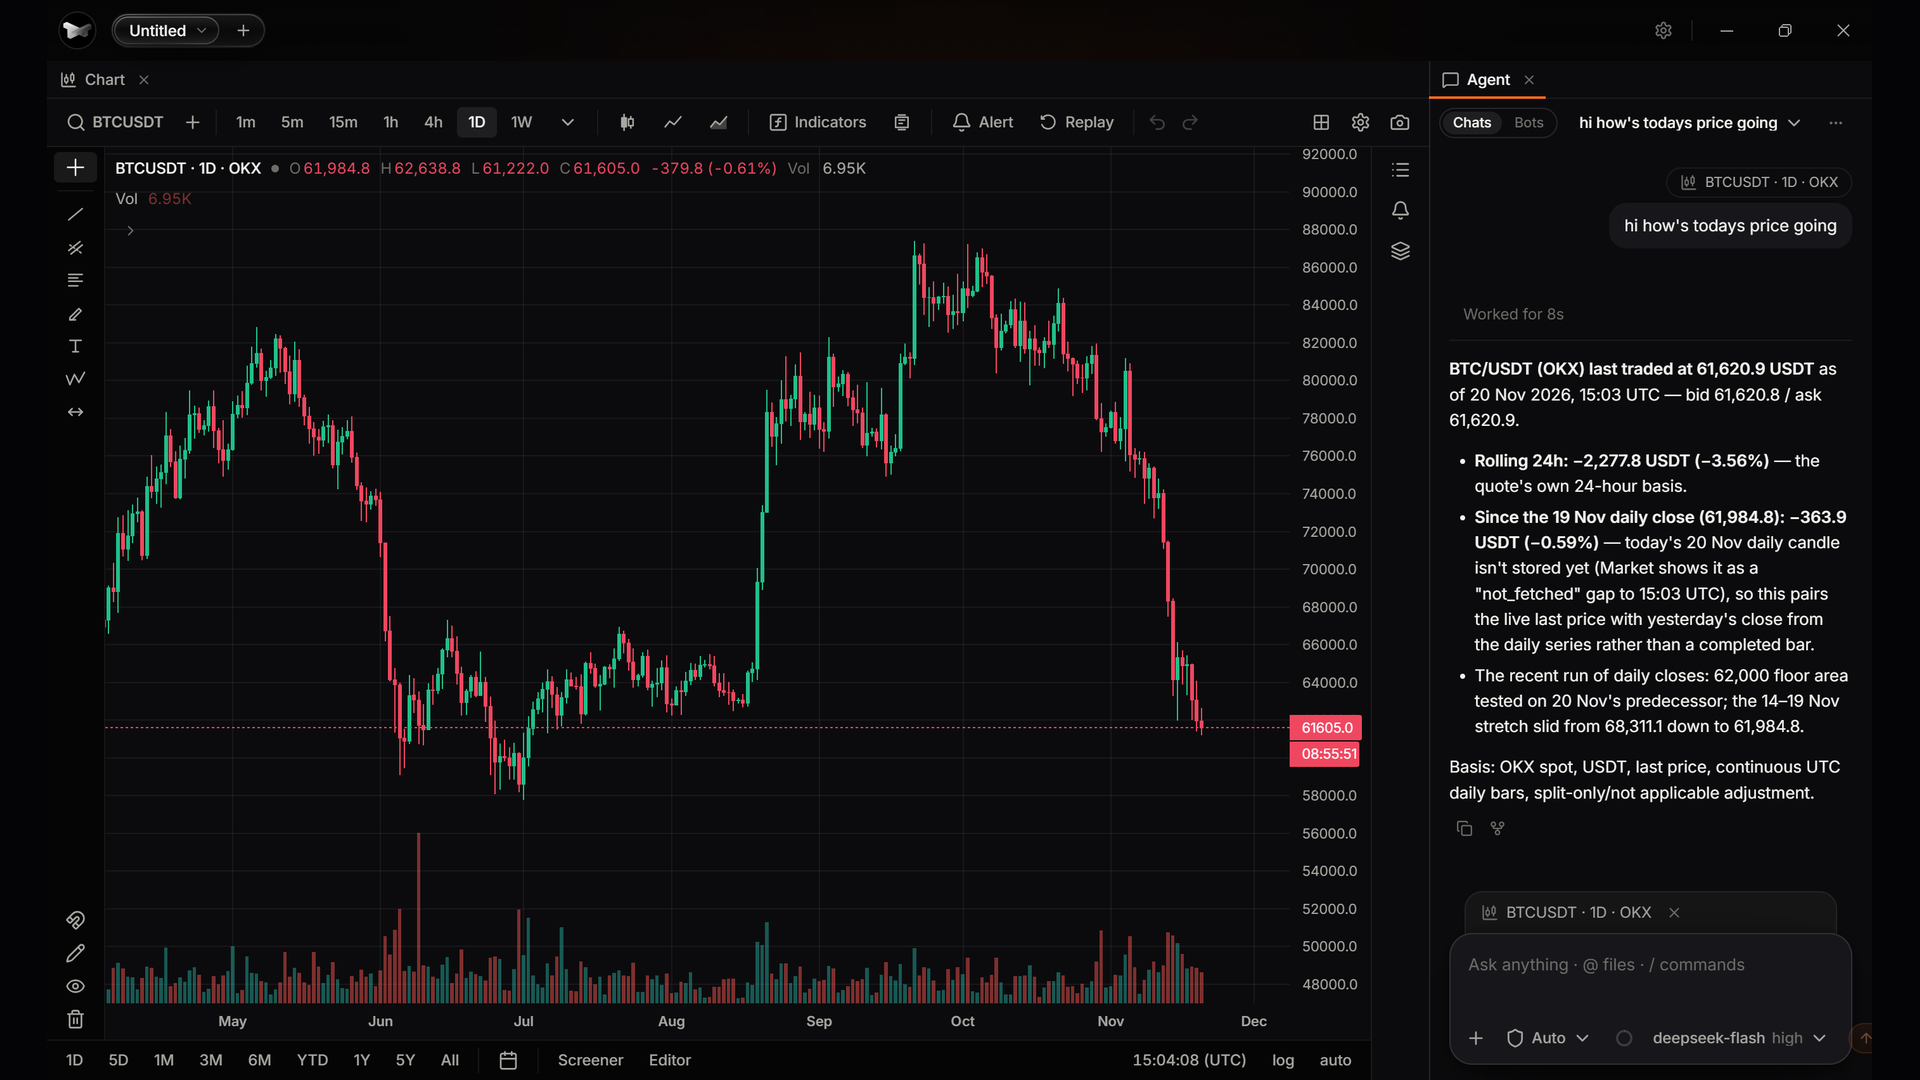 Untitled
Chart
Agent
BTCUSDT
1m 5m 15m 1h 4h 1D 1W
Indicators
Alert
Replay
Chats Bots
hi how's todays price going
BTCUSDT · 1D · OKX O61,984.8 H62,638.8 L61,222.0 C61,605.0 -379.8 (-0.61%) Vol 6.95K
Vol 6.95K
92000.0
90000.0
88000.0
86000.0
84000.0
82000.0
80000.0
78000.0
76000.0
74000.0
72000.0
70000.0
68000.0
66000.0
64000.0
61605.0
08:55:51
58000.0
56000.0
54000.0
52000.0
50000.0
48000.0
May Jun Jul Aug Sep Oct Nov Dec
1D 5D 1M 3M 6M YTD 1Y 5Y All
Screener
Editor
15:04:08 (UTC)
log
auto
BTCUSDT · 1D · OKX
hi how's todays price going
Worked for 8s
BTC/USDT (OKX) last traded at 61,620.9 USDT as
of 20 Nov 2026, 15:03 UTC — bid 61,620.8 / ask
61,620.9.
• Rolling 24h: −2,277.8 USDT (−3.56%) — the
quote's own 24-hour basis.
• Since the 19 Nov daily close (61,984.8): −363.9
USDT (−0.59%) — today's 20 Nov daily candle
isn't stored yet (Market shows it as a
"not_fetched" gap to 15:03 UTC), so this pairs
the live last price with yesterday's close from
the daily series rather than a completed bar.
• The recent run of daily closes: 62,000 floor area
tested on 20 Nov's predecessor; the 14–19 Nov
stretch slid from 68,311.1 down to 61,984.8.
Basis: OKX spot, USDT, last price, continuous UTC
daily bars, split-only/not applicable adjustment.
BTCUSDT · 1D · OKX
Ask anything · @ files · / commands
Auto
deepseek-flash high